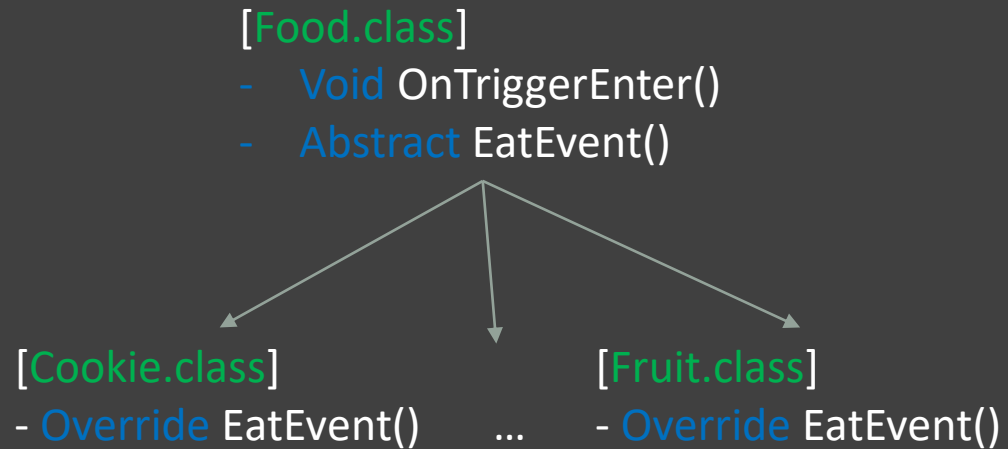 [Food.class]
- Void OnTriggerEnter()
- Abstract EatEvent()
[Cookie.class]
- Override EatEvent()
...
[Fruit.class]
- Override EatEvent()